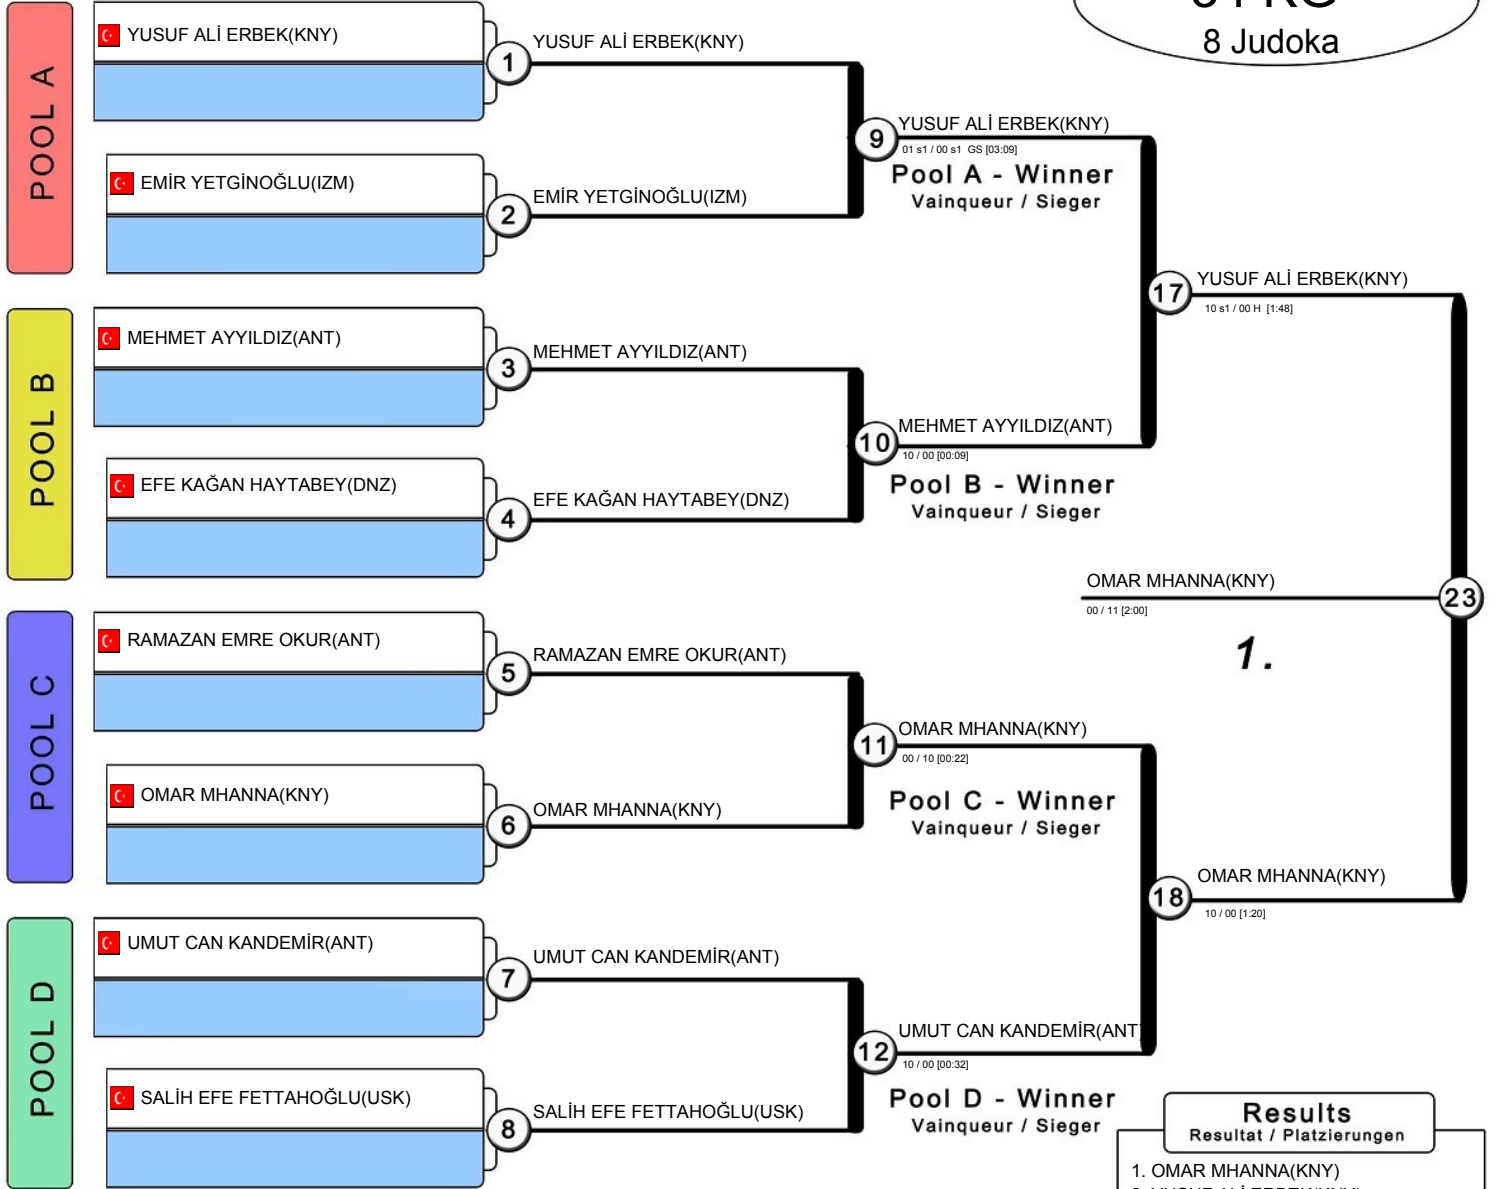 8 Judoka
POOL A
YUSUF ALİ ERBEK(KNY)
1
YUSUF ALİ ERBEK(KNY)
EMİR YETGİNOĞLU(IZM)
2
EMİR YETGİNOĞLU(IZM)
9
YUSUF ALİ ERBEK(KNY)
01 s1 / 00 s1 GS [03:09]
Pool A - Winner
Vainqueur / Sieger
POOL B
MEHMET AYYILDIZ(ANT)
3
MEHMET AYYILDIZ(ANT)
EFE KAĞAN HAYTABEY(DNZ)
4
EFE KAĞAN HAYTABEY(DNZ)
10
MEHMET AYYILDIZ(ANT)
10 / 00 [00:09]
Pool B - Winner
Vainqueur / Sieger
17
YUSUF ALİ ERBEK(KNY)
10 s1 / 00 H [1:48]
POOL C
RAMAZAN EMRE OKUR(ANT)
5
RAMAZAN EMRE OKUR(ANT)
OMAR MHANNA(KNY)
6
OMAR MHANNA(KNY)
11
OMAR MHANNA(KNY)
00 / 10 [00:22]
Pool C - Winner
Vainqueur / Sieger
POOL D
UMUT CAN KANDEMİR(ANT)
7
UMUT CAN KANDEMİR(ANT)
SALİH EFE FETTAHOĞLU(USK)
8
SALİH EFE FETTAHOĞLU(USK)
12
UMUT CAN KANDEMİR(ANT)
10 / 00 [00:32]
Pool D - Winner
Vainqueur / Sieger
18
OMAR MHANNA(KNY)
10 / 00 [1:20]
OMAR MHANNA(KNY)
23
00 / 11 [2:00]
1.
Results
Resultat / Platzierungen
1. OMAR MHANNA(KNY)